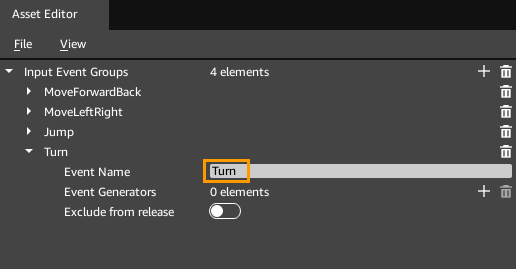 Asset Editor
File View
Input Event Groups 4 elements
MoveForwardBack
MoveLeftRight
Jump
Turn
Event Name Turn
Event Generators 0 elements
Exclude from release